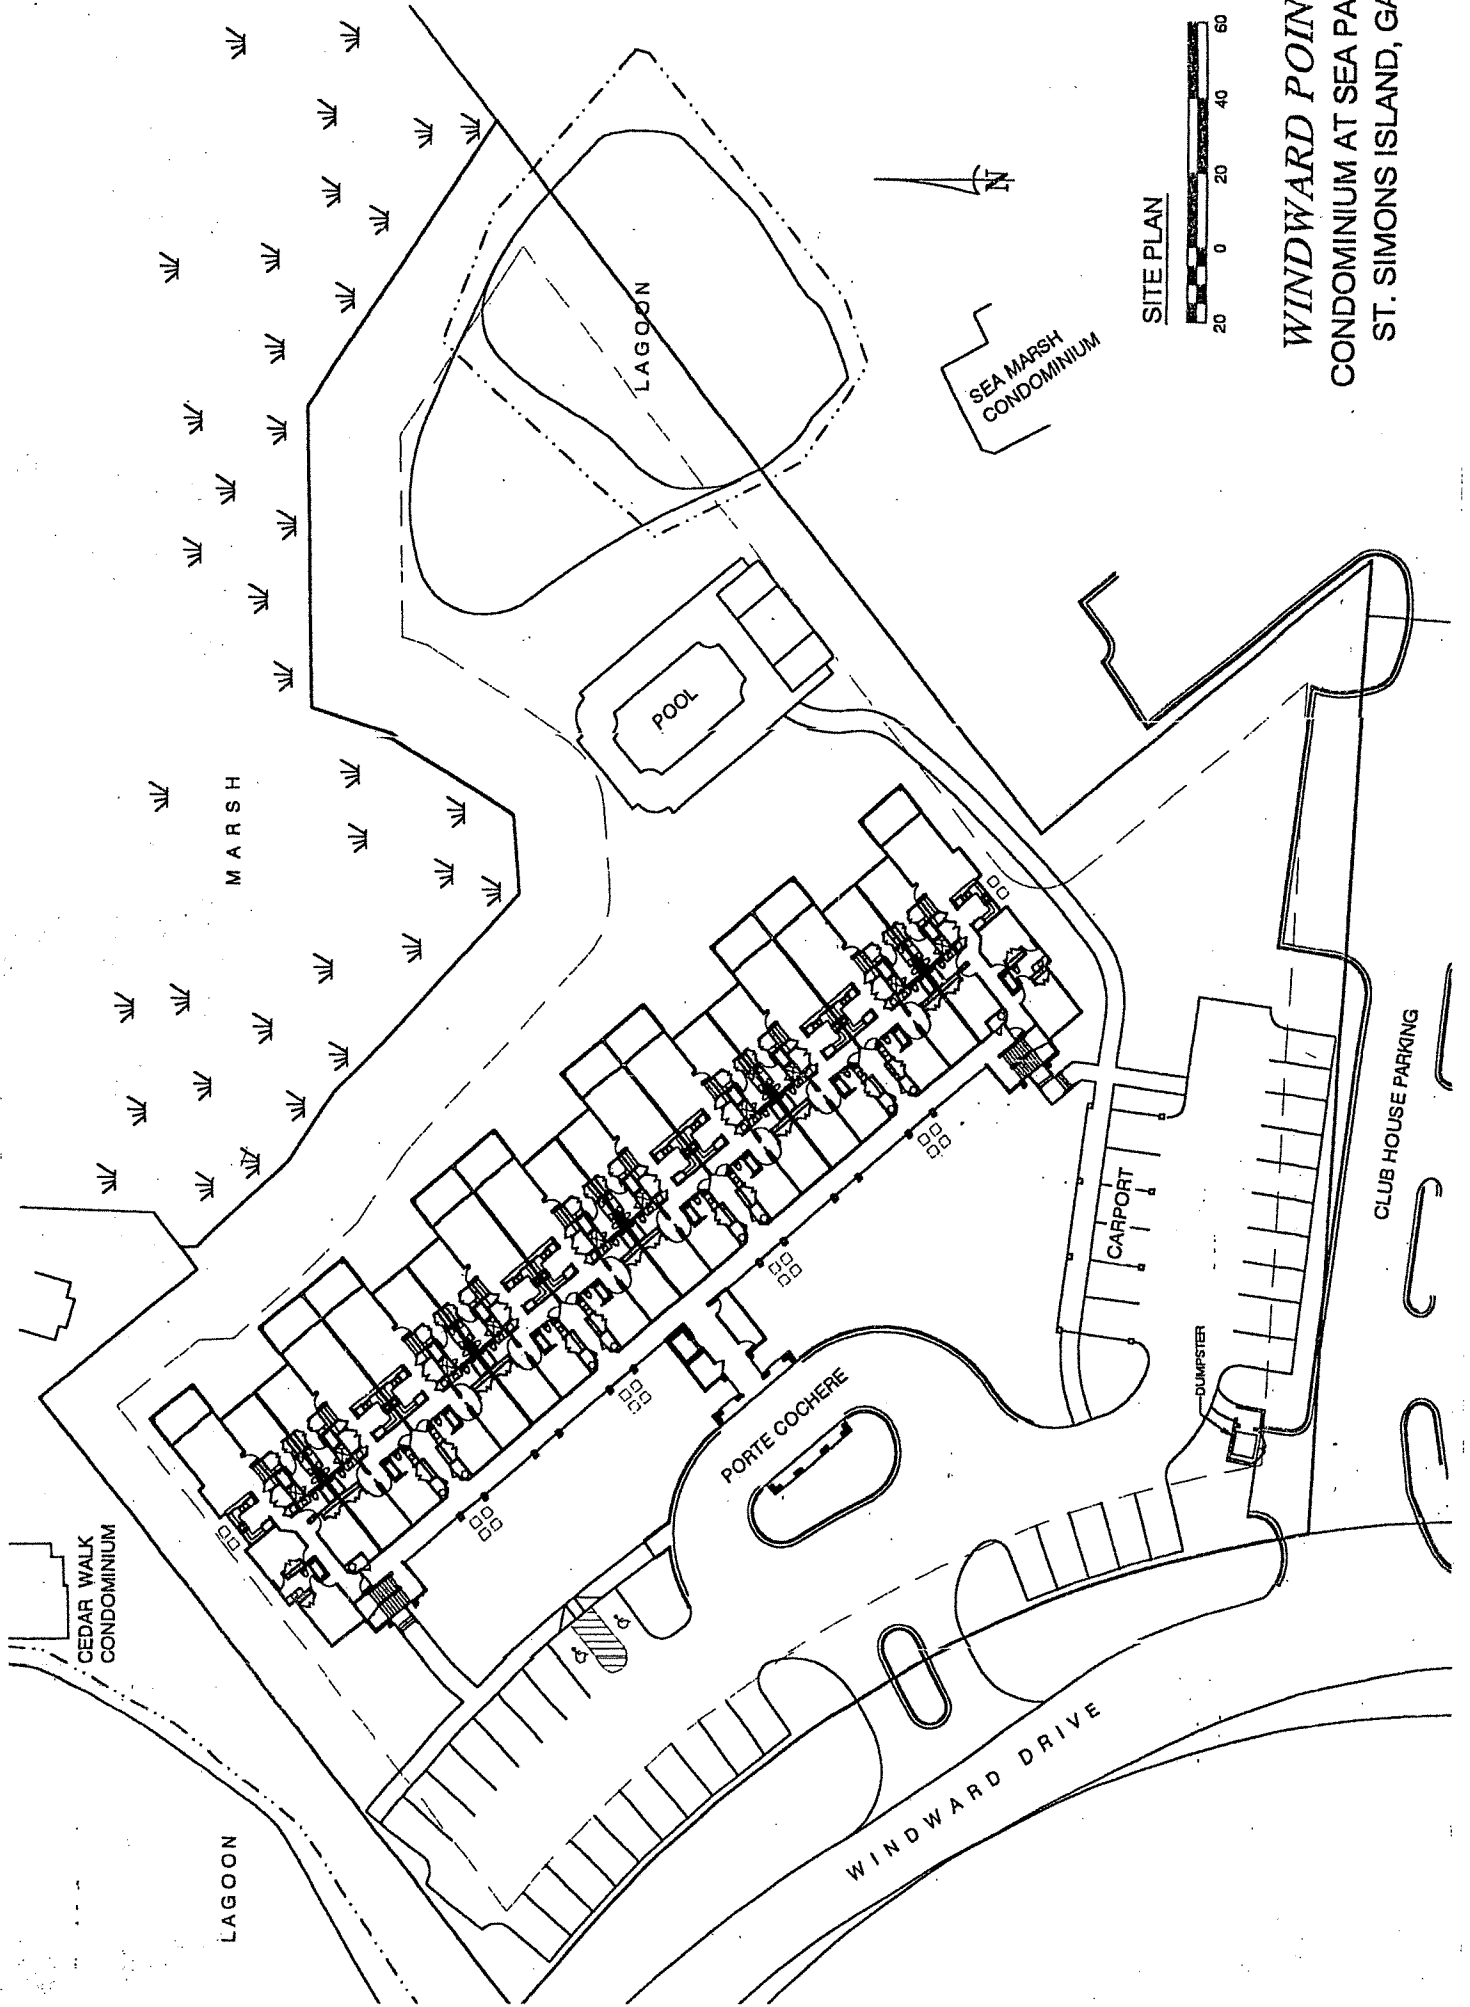 MARSH
LAGOON
POOL
SEA MARSH
CONDOMINIUM
CEDAR WALK
CONDOMINIUM
LAGOON
PORTE COCHERE
CARPORT
DUMPSTER
CLUB HOUSE PARKING
WINDWARD DRIVE
N
SITE PLAN
20 0 20 40 60
WINDWARD POIN
CONDOMINIUM AT SEA PA
ST. SIMONS ISLAND, GA